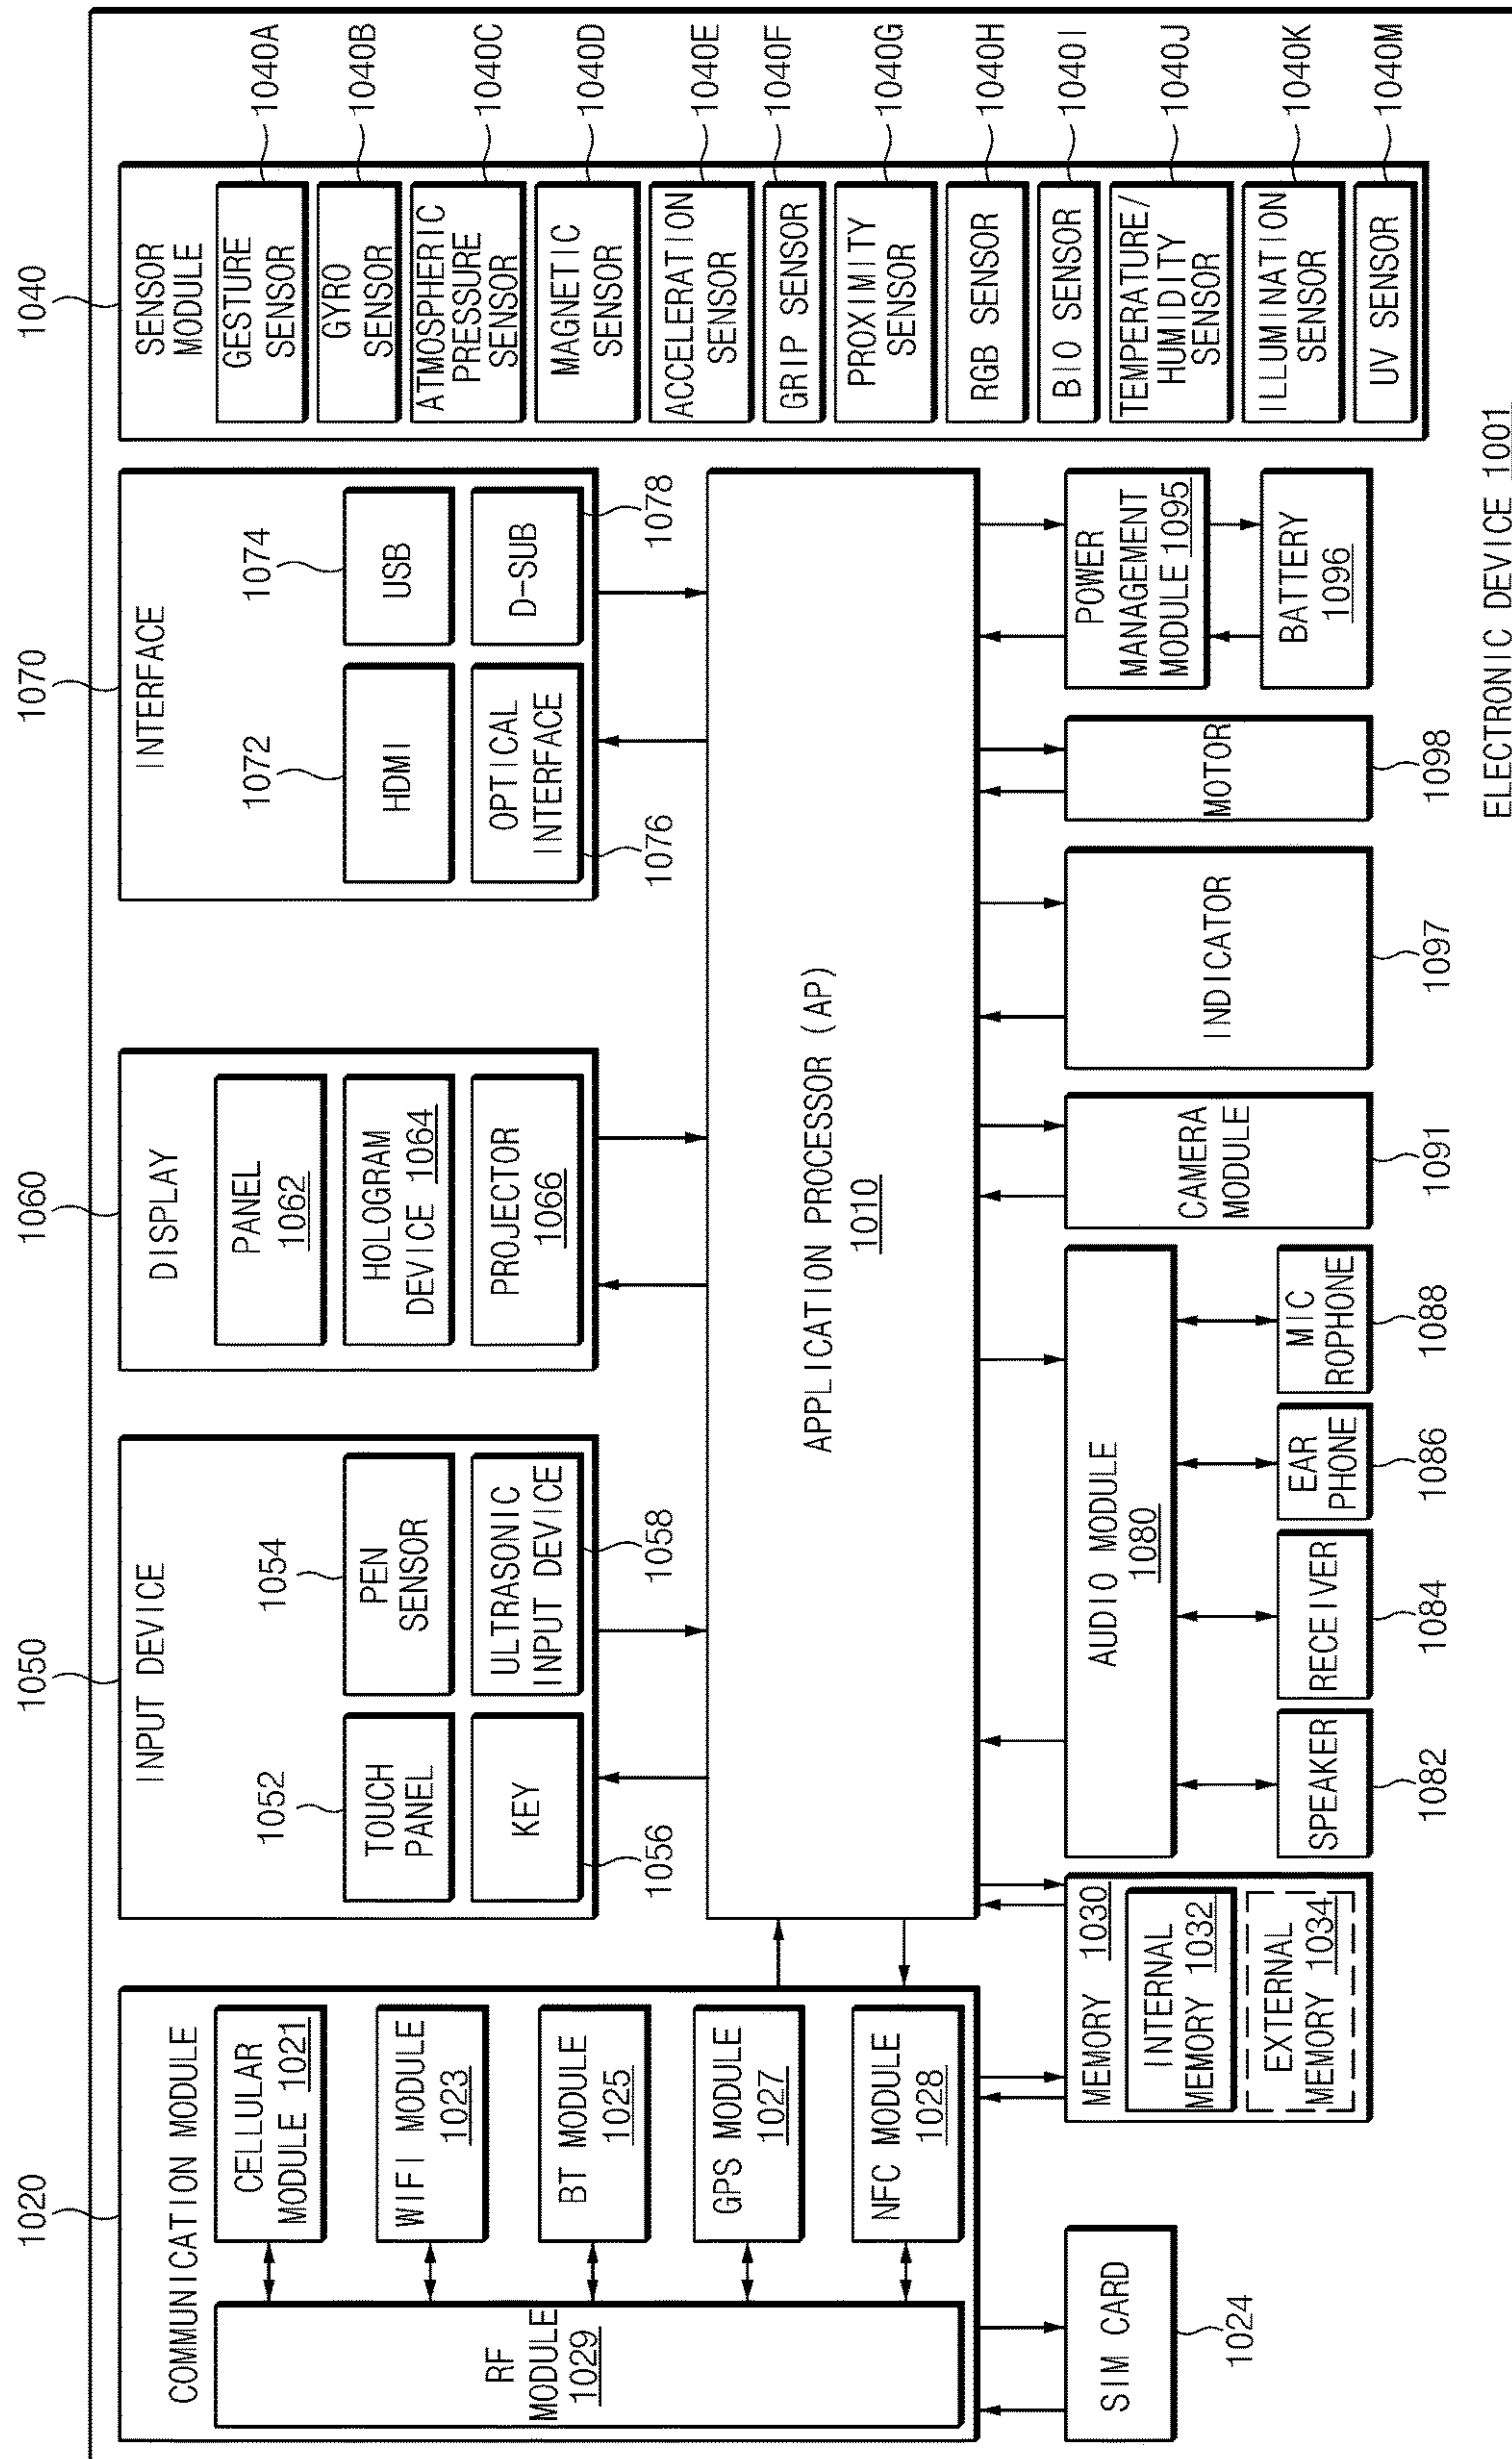 1020
COMMUNICATION MODULE
CELLULAR
MODULE 1021
WIFI MODULE
1023
BT MODULE
1025
GPS MODULE
1027
NFC MODULE
1028
RF
MODULE
1029
SIM CARD
1024
1050
INPUT DEVICE
1052
TOUCH
PANEL
1054
PEN
SENSOR
KEY
1056
ULTRASONIC
INPUT DEVICE
1058
1060
DISPLAY
PANEL
1062
HOLOGRAM
DEVICE 1064
PROJECTOR
1066
1070
INTERFACE
1072
HDMI
1074
USB
OPTICAL
INTERFACE
1076
D-SUB
1078
1040
SENSOR
MODULE
GESTURE
SENSOR
1040A
GYRO
SENSOR
1040B
ATMOSPHERIC
PRESSURE
SENSOR
1040C
MAGNETIC
SENSOR
1040D
ACCELERATION
SENSOR
1040E
GRIP SENSOR
1040F
PROXIMITY
SENSOR
1040G
RGB SENSOR
1040H
BIO SENSOR
1040I
TEMPERATURE/
HUMIDITY
SENSOR
1040J
ILLUMINATION
SENSOR
1040K
UV SENSOR
1040M
APPLICATION PROCESSOR (AP)
1010
MEMORY 1030
INTERNAL
MEMORY 1032
EXTERNAL
MEMORY 1034
AUDIO MODULE
1080
SPEAKER
1082
RECEIVER
1084
EAR
PHONE
1086
MIC
ROPHONE
1088
CAMERA
MODULE
1091
INDICATOR
1097
MOTOR
1098
POWER
MANAGEMENT
MODULE 1095
BATTERY
1096
ELECTRONIC DEVICE 1001